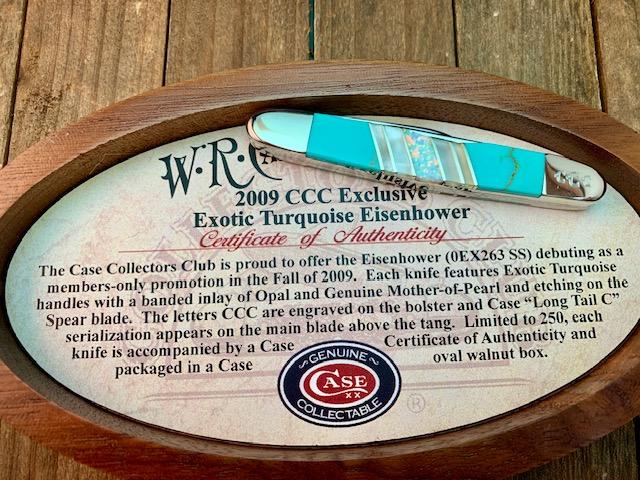 W.R.Ca
2009 CCC Exclusive
Exotic Turquoise Eisenhower
Certificate of Authenticity
The Case Collectors Club is proud to offer the Eisenhower (0EX263 SS) debuting as a
members-only promotion in the Fall of 2009. Each knife features Exotic Turquoise
handles with a banded inlay of Opal and Genuine Mother-of-Pearl and etching on the
Spear blade. The letters CCC are engraved on the bolster and Case "Long Tail C"
serialization appears on the main blade above the tang. Limited to 250, each
knife is accompanied by a Case Certificate of Authenticity and
packaged in a Case oval walnut box.
GENUINE
CASE
XX
COLLECTABLE
®